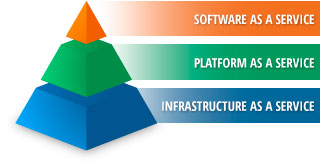 SOFTWARE AS A SERVICE
PLATFORM AS A SERVICE
INFRASTRUCTURE AS A SERVICE